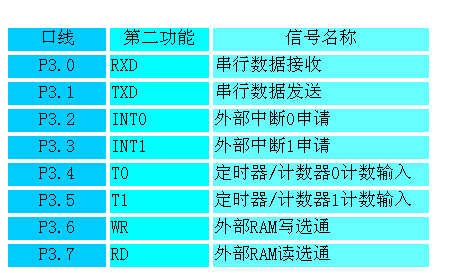 口线 第二功能 信号名称
P3.0 RXD 串行数据接收
P3.1 TXD 串行数据发送
P3.2 INT0 外部中断0申请
P3.3 INT1 外部中断1申请
P3.4 T0 定时器/计数器0计数输入
P3.5 T1 定时器/计数器1计数输入
P3.6 WR 外部RAM写选通
P3.7 RD 外部RAM读选通